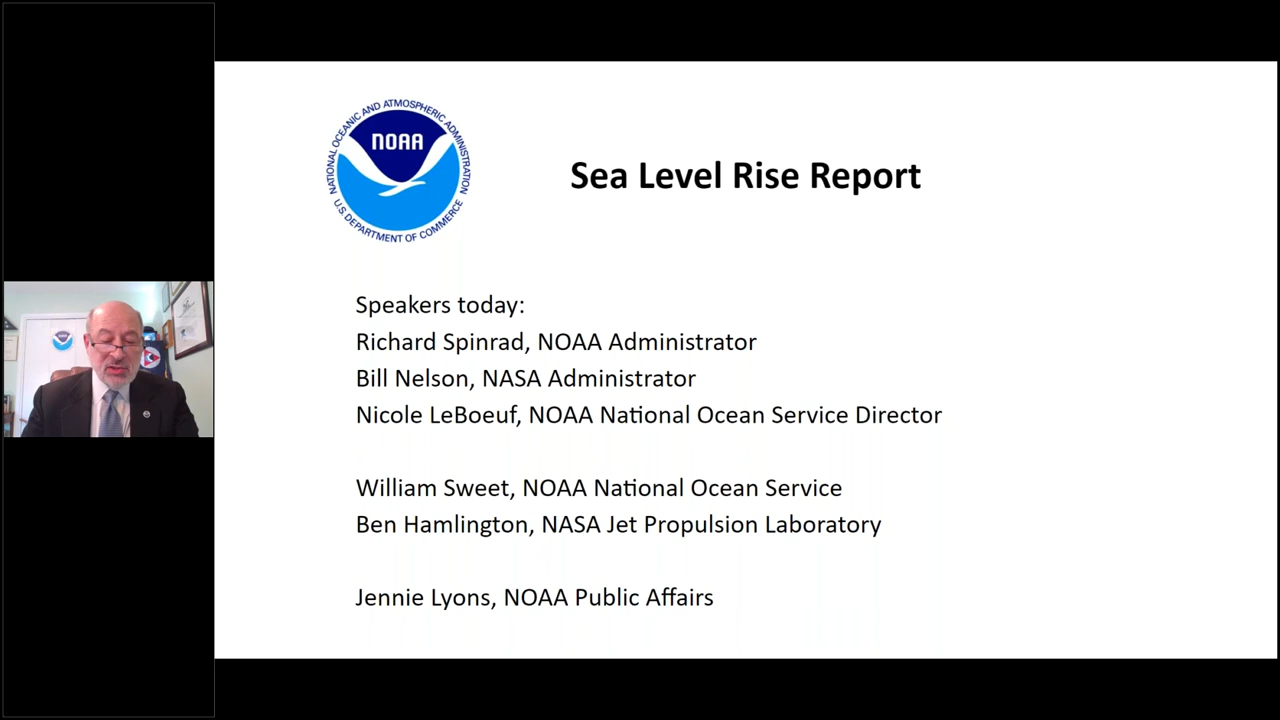 NATIONAL OCEANIC AND ATMOSPHERIC ADMINISTRATION
NOAA
U.S. DEPARTMENT OF COMMERCE
Sea Level Rise Report
Speakers today:
Richard Spinrad, NOAA Administrator
Bill Nelson, NASA Administrator
Nicole LeBoeuf, NOAA National Ocean Service Director
William Sweet, NOAA National Ocean Service
Ben Hamlington, NASA Jet Propulsion Laboratory
Jennie Lyons, NOAA Public Affairs